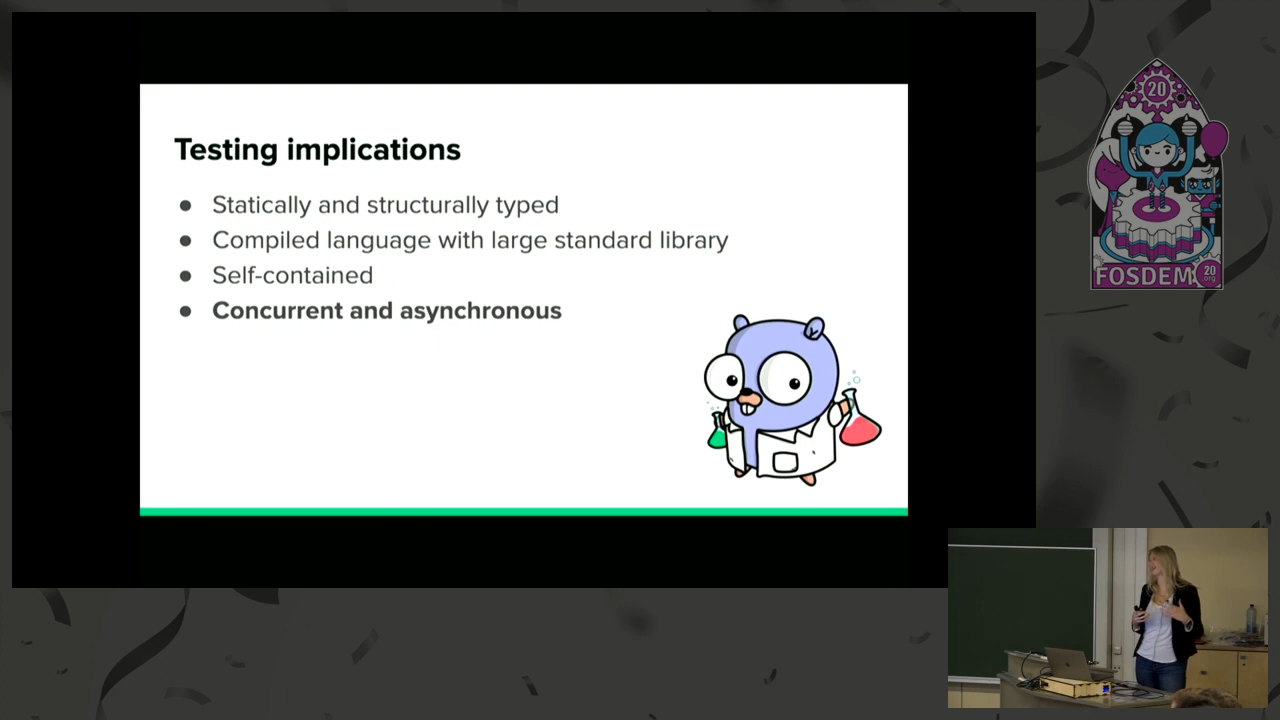 Testing implications
● Statically and structurally typed
● Compiled language with large standard library
● Self-contained
● Concurrent and asynchronous
20
FOSDEM
20
.org